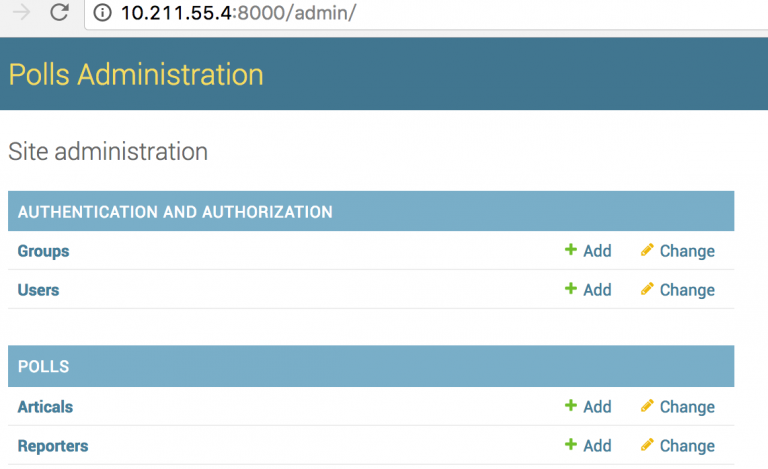 10.211.55.4:8000/admin/
Polls Administration
Site administration
AUTHENTICATION AND AUTHORIZATION
Groups Add Change
Users Add Change
POLLS
Articals Add Change
Reporters Add Change